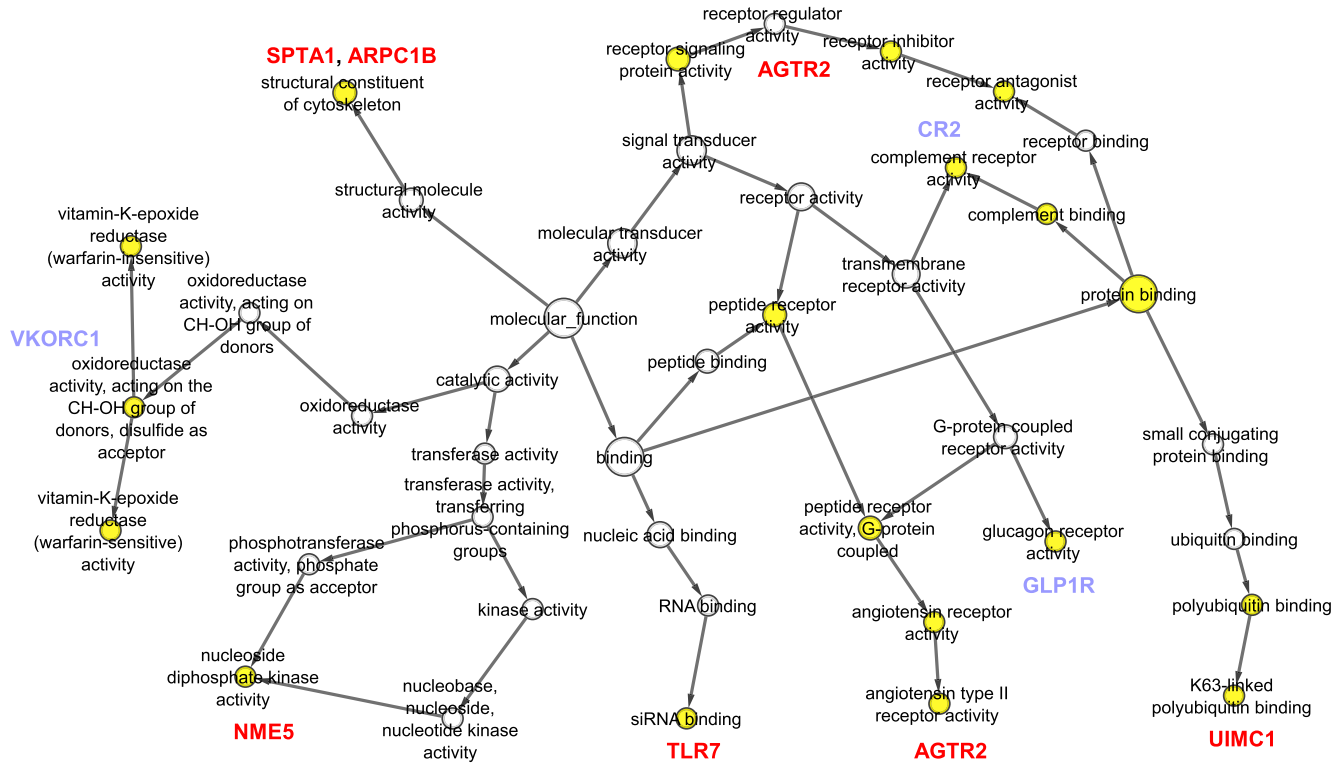 receptor regulator
activity
SPTA1, ARPC1B
structural constituent
of cytoskeleton
receptor signaling
protein activity
AGTR2
receptor inhibitor
activity
receptor antagonist
activity
CR2
complement receptor
activity
receptor binding
signal transducer
activity
structural molecule
activity
receptor activity
complement binding
vitamin-K-epoxide
reductase
(warfarin-insensitive)
activity
molecular transducer
activity
transmembrane
receptor activity
protein binding
oxidoreductase
activity, acting on
CH-OH group of
donors
molecular_function
peptide receptor
activity
VKORC1
peptide binding
oxidoreductase
activity, acting on the
CH-OH group of
donors, disulfide as
acceptor
catalytic activity
oxidoreductase
activity
transferase activity
binding
G-protein coupled
receptor activity
small conjugating
protein binding
transferase activity,
transferring
phosphorus-containing
groups
vitamin-K-epoxide
reductase
(warfarin-sensitive)
activity
nucleic acid binding
peptide receptor
activity, G-protein
coupled
glucagon receptor
activity
GLP1R
ubiquitin binding
phosphotransferase
activity, phosphate
group as acceptor
kinase activity
RNA binding
angiotensin receptor
activity
polyubiquitin binding
nucleoside
diphosphate kinase
activity
NME5
nucleobase,
nucleoside,
nucleotide kinase
activity
siRNA binding
TLR7
angiotensin type II
receptor activity
AGTR2
K63-linked
polyubiquitin binding
UIMC1